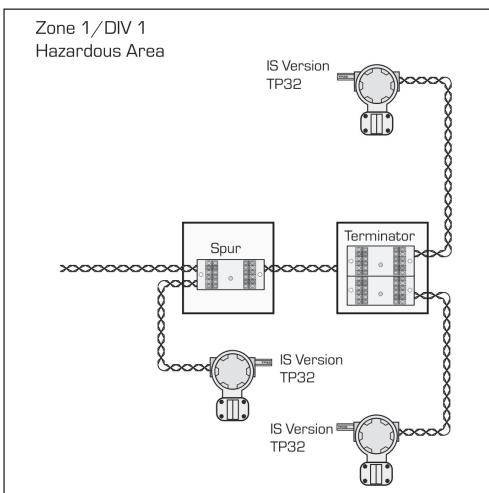 Zone 1/DIV 1
Hazardous Area
IS Version
TP32
Spur
Terminator
IS Version
TP32
IS Version
TP32